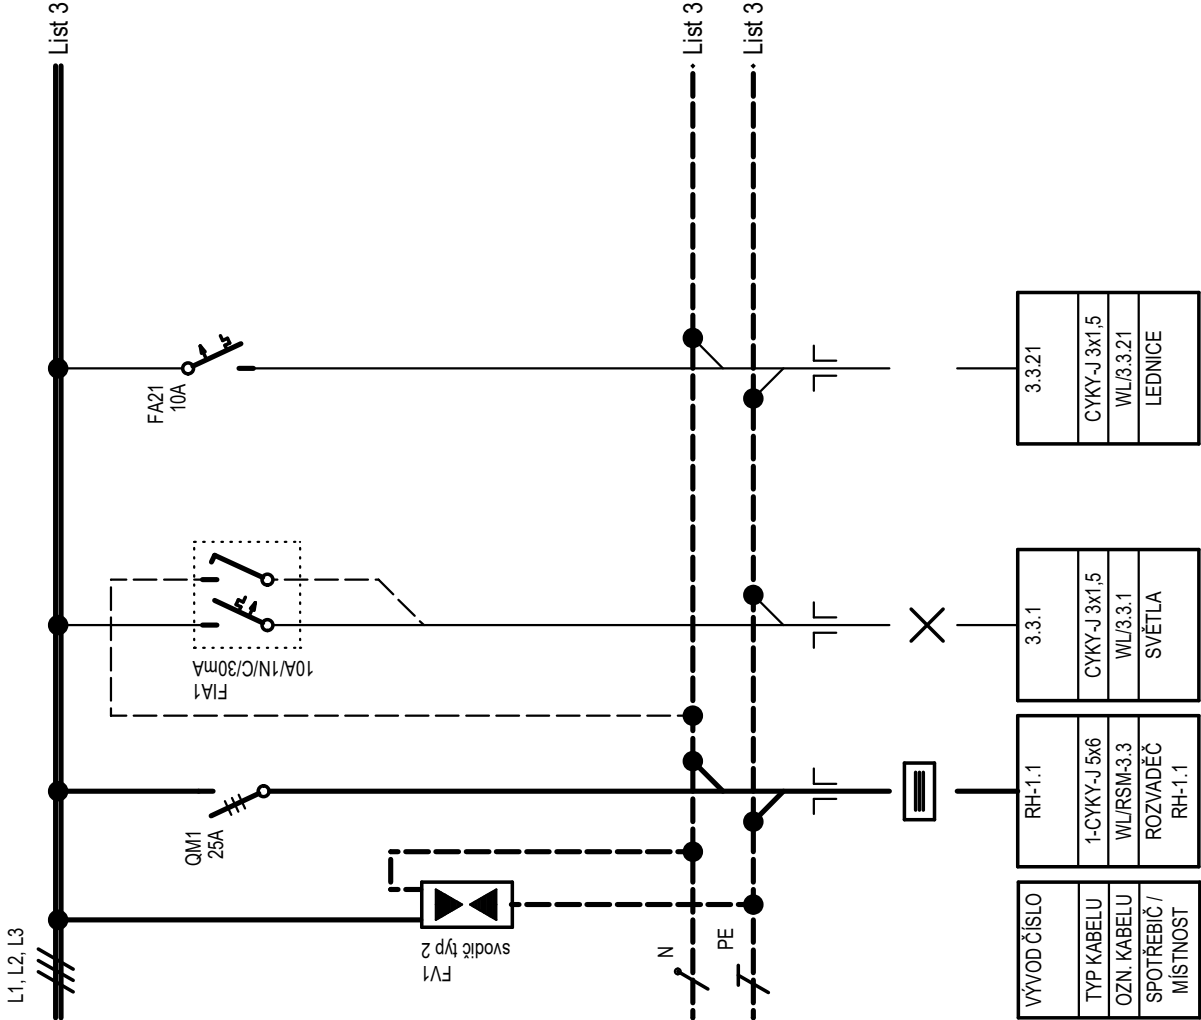 List 3
List 3
List 3
L1, L2, L3
N
PE
FV1
svodič typ 2
QM1
25A
FIA1
10A/1N/C/30mA
FA21
10A
VÝVOD ČÍSLO
TYP KABELU
OZN. KABELU
SPOTŘEBIČ /
MÍSTNOST
RH-1.1
1-CYKY-J 5x6
WL/RSM-3.3
ROZVADĚČ
RH-1.1
3.3.1
CYKY-J 3x1,5
WL/3.3.1
SVĚTLA
3.3.21
CYKY-J 3x1,5
WL/3.3.21
LEDNICE